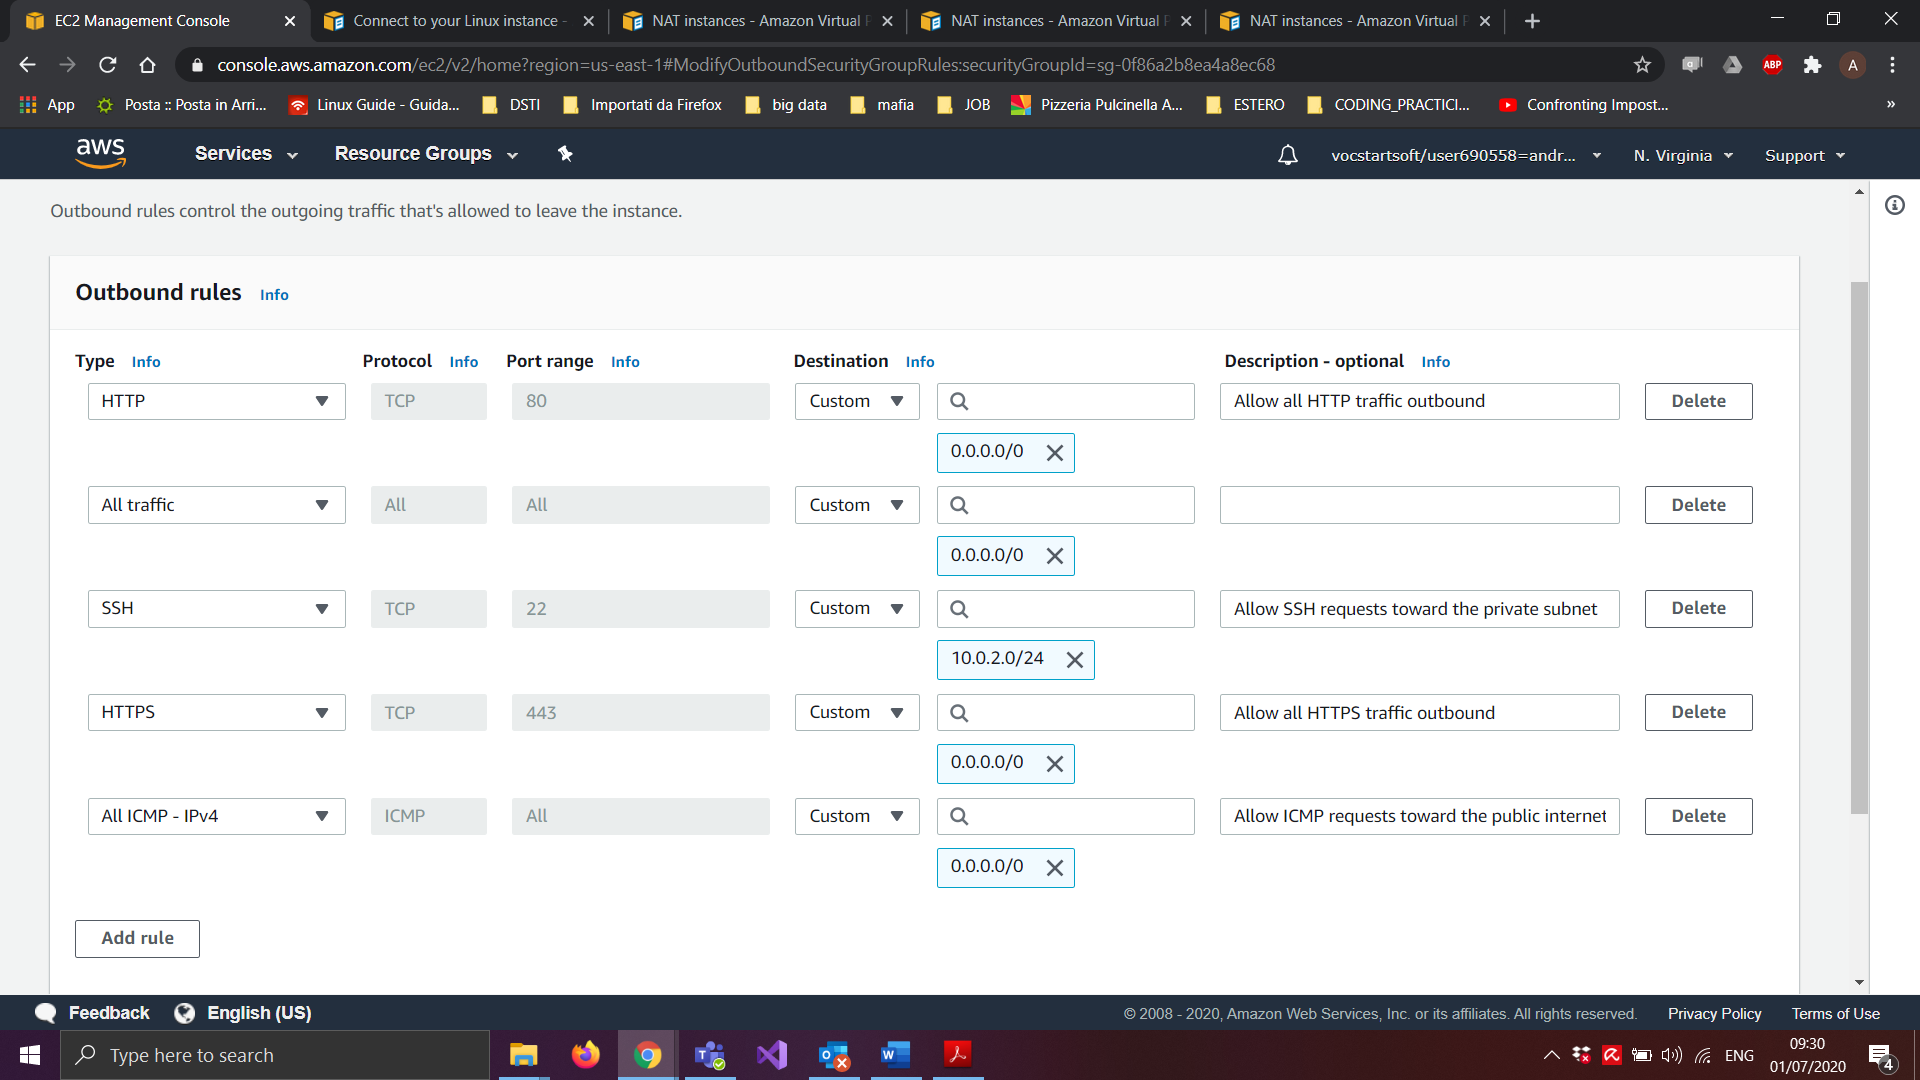 EC2 Management Console
Connect to your Linux instance -
NAT instances - Amazon Virtual P
NAT instances - Amazon Virtual P
NAT instances - Amazon Virtual P
console.aws.amazon.com/ec2/v2/home?region=us-east-1#ModifyOutboundSecurityGroupRules:securityGroupId=sg-0f86a2b8ea4a8ec68
ABP
A
App
Posta :: Posta in Arri...
Linux Guide - Guida...
DSTI
Importati da Firefox
big data
mafia
JOB
Pizzeria Pulcinella A...
ESTERO
CODING_PRACTICI...
Confronting Impost...
»
aws
Services
Resource Groups
vocstartsoft/user690558=andr...
N. Virginia
Support
Outbound rules control the outgoing traffic that's allowed to leave the instance.
Outbound rules Info
Type Info Protocol Info Port range Info Destination Info Description - optional Info
HTTP TCP 80 Custom Allow all HTTP traffic outbound Delete
0.0.0.0/0
All traffic All All Custom Delete
0.0.0.0/0
SSH TCP 22 Custom Allow SSH requests toward the private subnet Delete
10.0.2.0/24
HTTPS TCP 443 Custom Allow all HTTPS traffic outbound Delete
0.0.0.0/0
All ICMP - IPv4 ICMP All Custom Allow ICMP requests toward the public internet Delete
0.0.0.0/0
Add rule
Feedback
English (US)
© 2008 - 2020, Amazon Web Services, Inc. or its affiliates. All rights reserved.
Privacy Policy
Terms of Use
Type here to search
ENG
09:30
01/07/2020
4